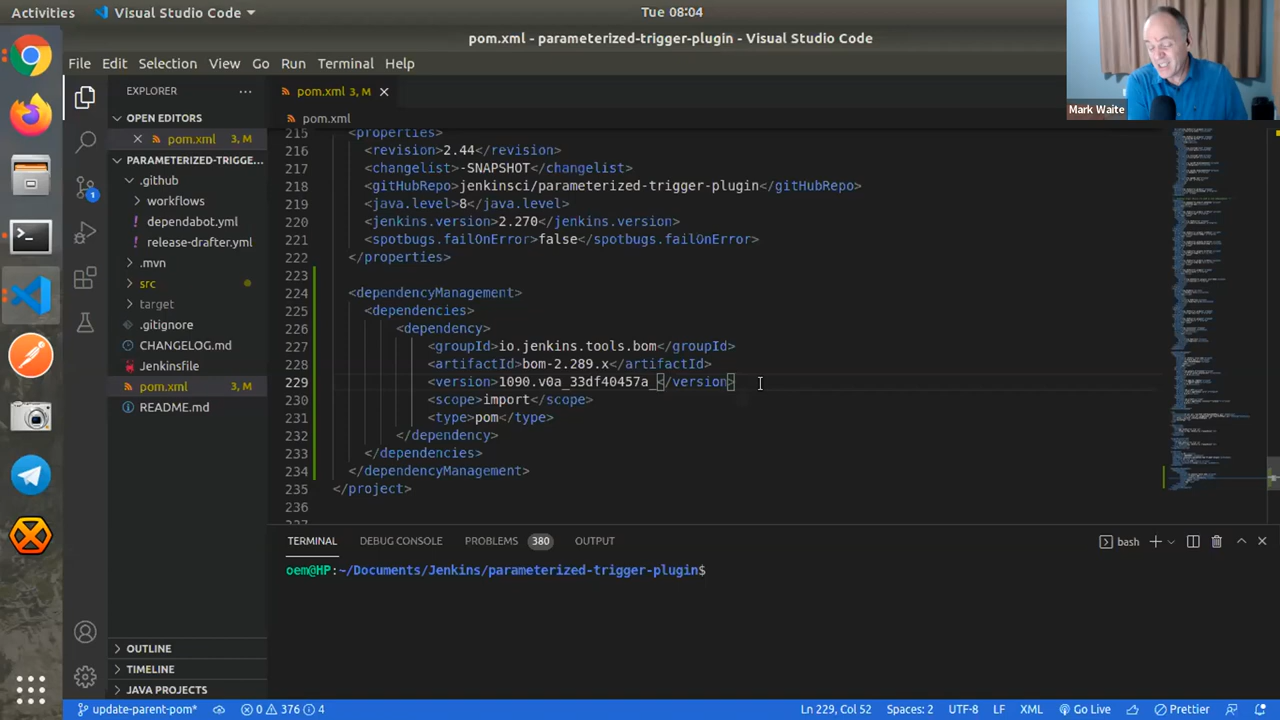 Activities
Visual Studio Code
Tue 08:04
pom.xml - parameterized-trigger-plugin - Visual Studio Code
File Edit Selection View Go Run Terminal Help
Mark Waite
EXPLORER
OPEN EDITORS
pom.xml 3, M
PARAMETERIZED-TRIGGE...
.github
workflows
dependabot.yml
release-drafter.yml
.mvn
src
target
.gitignore
CHANGELOG.md
Jenkinsfile
pom.xml 3, M
README.md
OUTLINE
TIMELINE
JAVA PROJECTS
pom.xml 3, M
pom.xml
215 <properties>
216 <revision>2.44</revision>
217 <changelist>-SNAPSHOT</changelist>
218 <gitHubRepo>jenkinsci/parameterized-trigger-plugin</gitHubRepo>
219 <java.level>8</java.level>
220 <jenkins.version>2.270</jenkins.version>
221 <spotbugs.failOnError>false</spotbugs.failOnError>
222 </properties>
223
224 <dependencyManagement>
225 <dependencies>
226 <dependency>
227 <groupId>io.jenkins.tools.bom</groupId>
228 <artifactId>bom-2.289.x</artifactId>
229 <version>1090.v0a_33df40457a_</version>
230 <scope>import</scope>
231 <type>pom</type>
232 </dependency>
233 </dependencies>
234 </dependencyManagement>
235 </project>
236
TERMINAL DEBUG CONSOLE PROBLEMS 380 OUTPUT
bash
oem@HP:~/Documents/Jenkins/parameterized-trigger-plugin$
1
update-parent-pom* 0 376 4
Ln 229, Col 52 Spaces: 2 UTF-8 LF XML Go Live Prettier